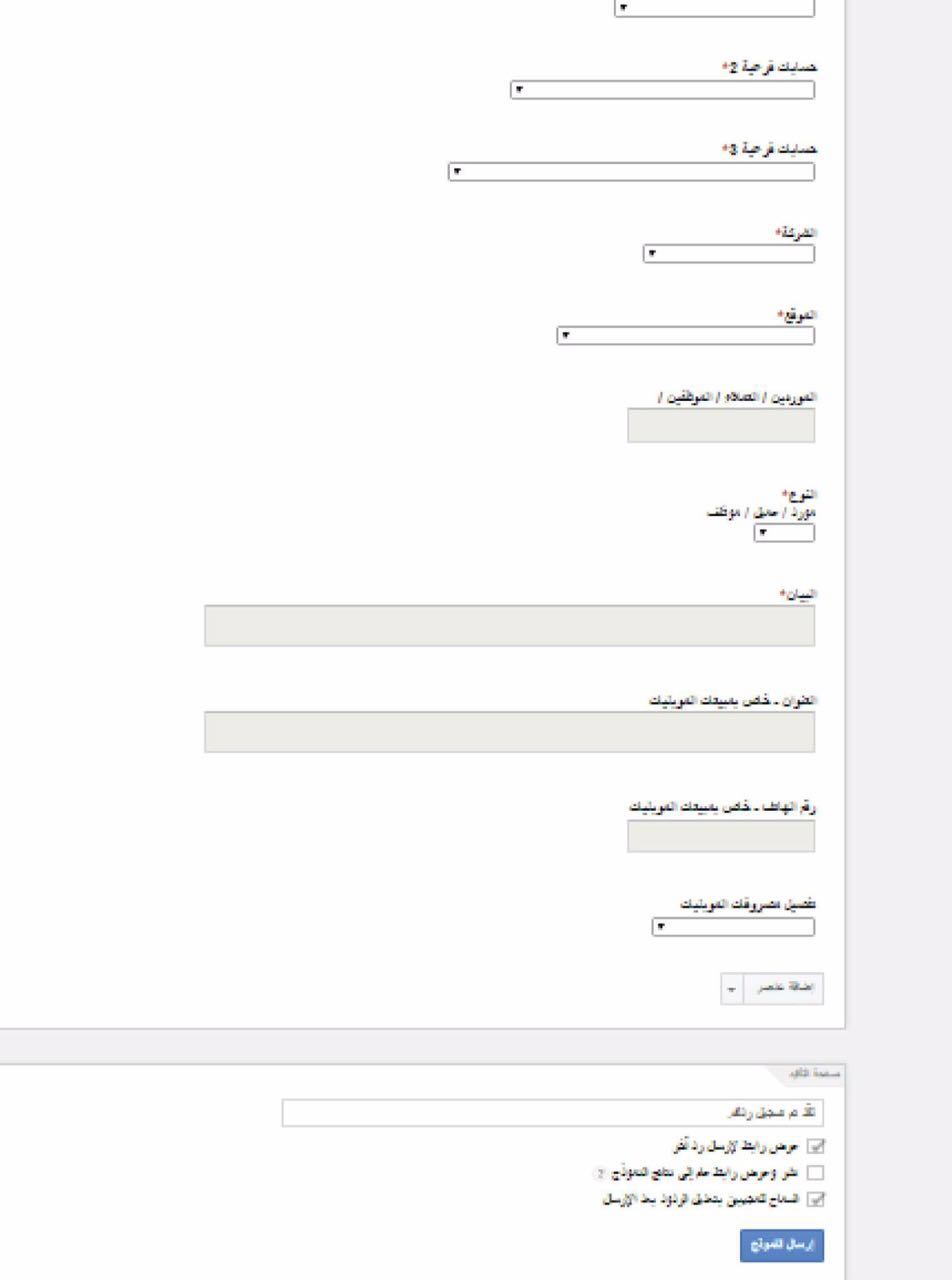 حسابات فرعية 2*
حسابات فرعية 3*
الشركة*
الموقع*
الموردين / العملاء / الموظفين /
النوع*
مورد / عميل / موظف
البيان*
العنوان - خاص بمبيعات الموبليات
رقم الهاتف - خاص بمبيعات الموبليات
تفصيل مصروفات الموبليات
إضافة عنصر
صفحة التأكيد
لقد تم تسجيل ردك.
عرض رابط لإرسال رد آخر
نشر وعرض رابط عام إلى نتائج النموذج ?
السماح للمجيبين بتعديل الردود بعد الإرسال
إرسال النموذج